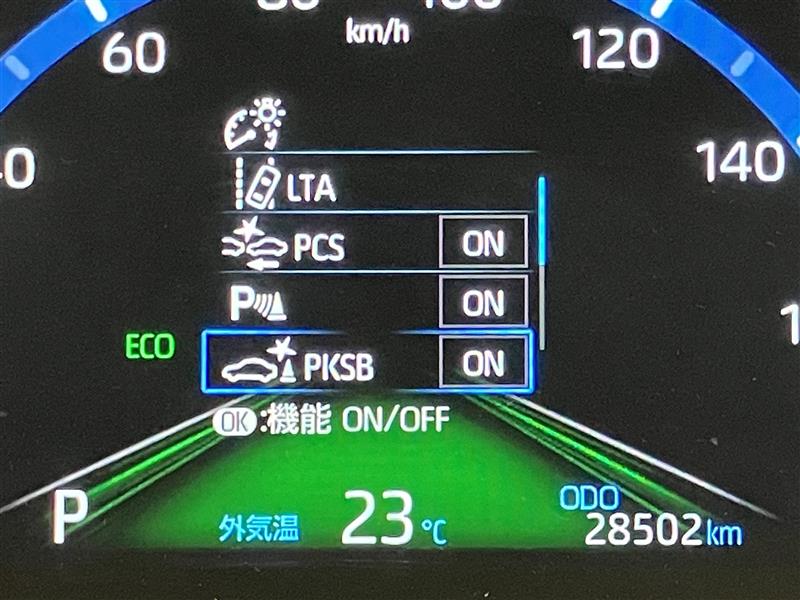 km/h
60
120
140
LTA
PCS ON
P ON
ECO
PKSB ON
OK:機能 ON/OFF
P
外気温 23℃
ODO
28502km